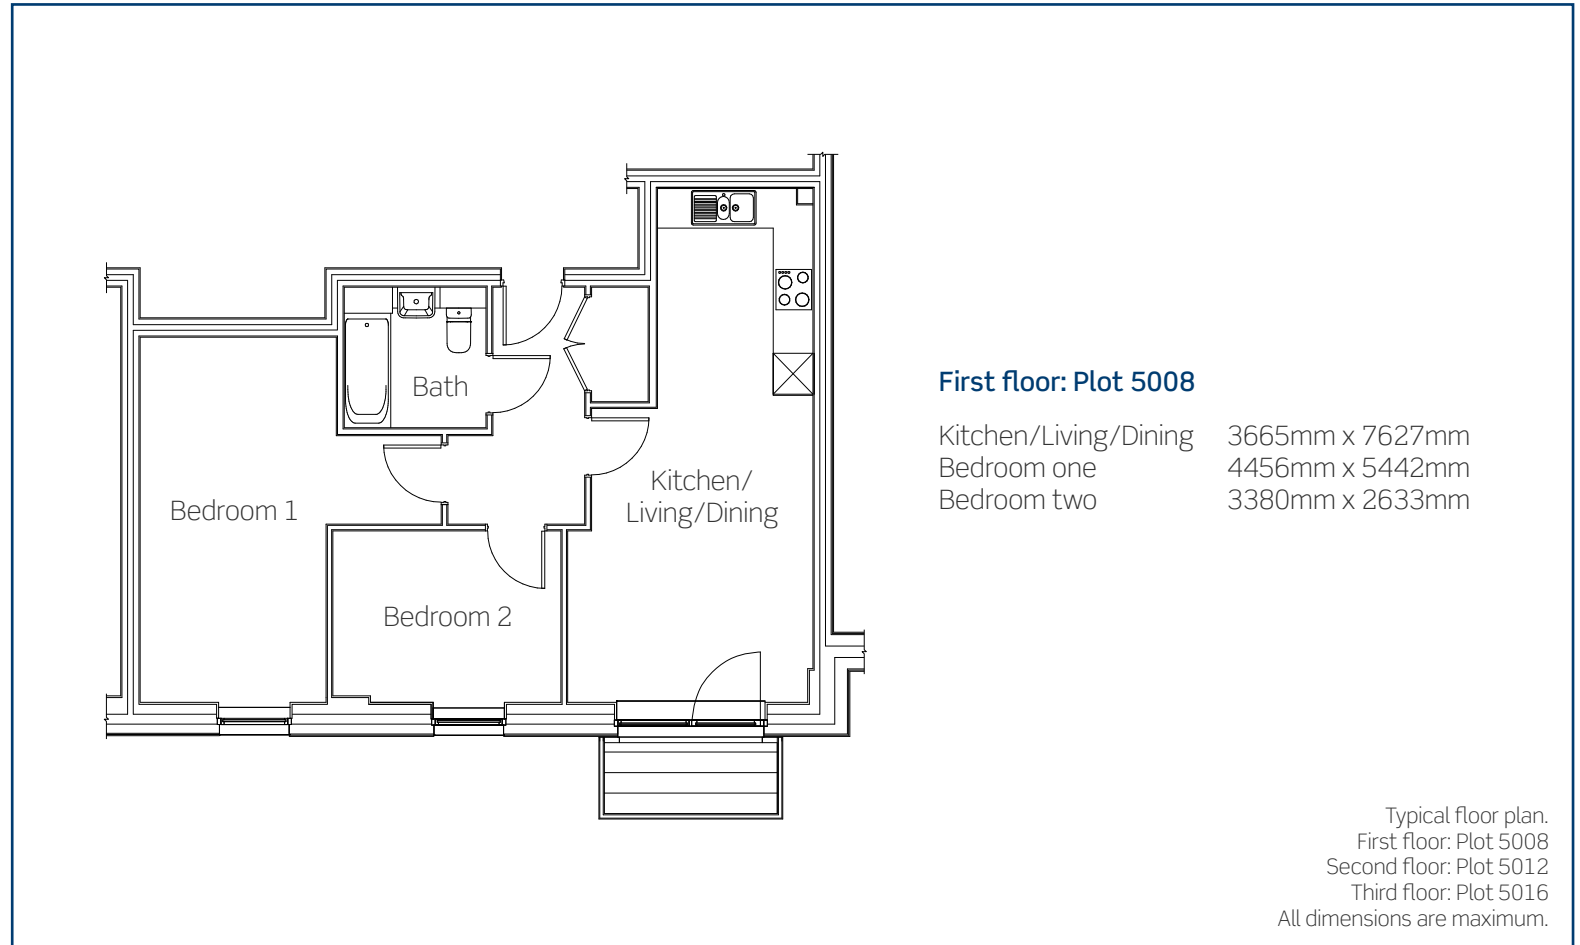 Bath
Bedroom 1
Kitchen/
Living/Dining
Bedroom 2
First floor: Plot 5008
Kitchen/Living/Dining 3665mm x 7627mm
Bedroom one 4456mm x 5442mm
Bedroom two 3380mm x 2633mm
Typical floor plan.
First floor: Plot 5008
Second floor: Plot 5012
Third floor: Plot 5016
All dimensions are maximum.